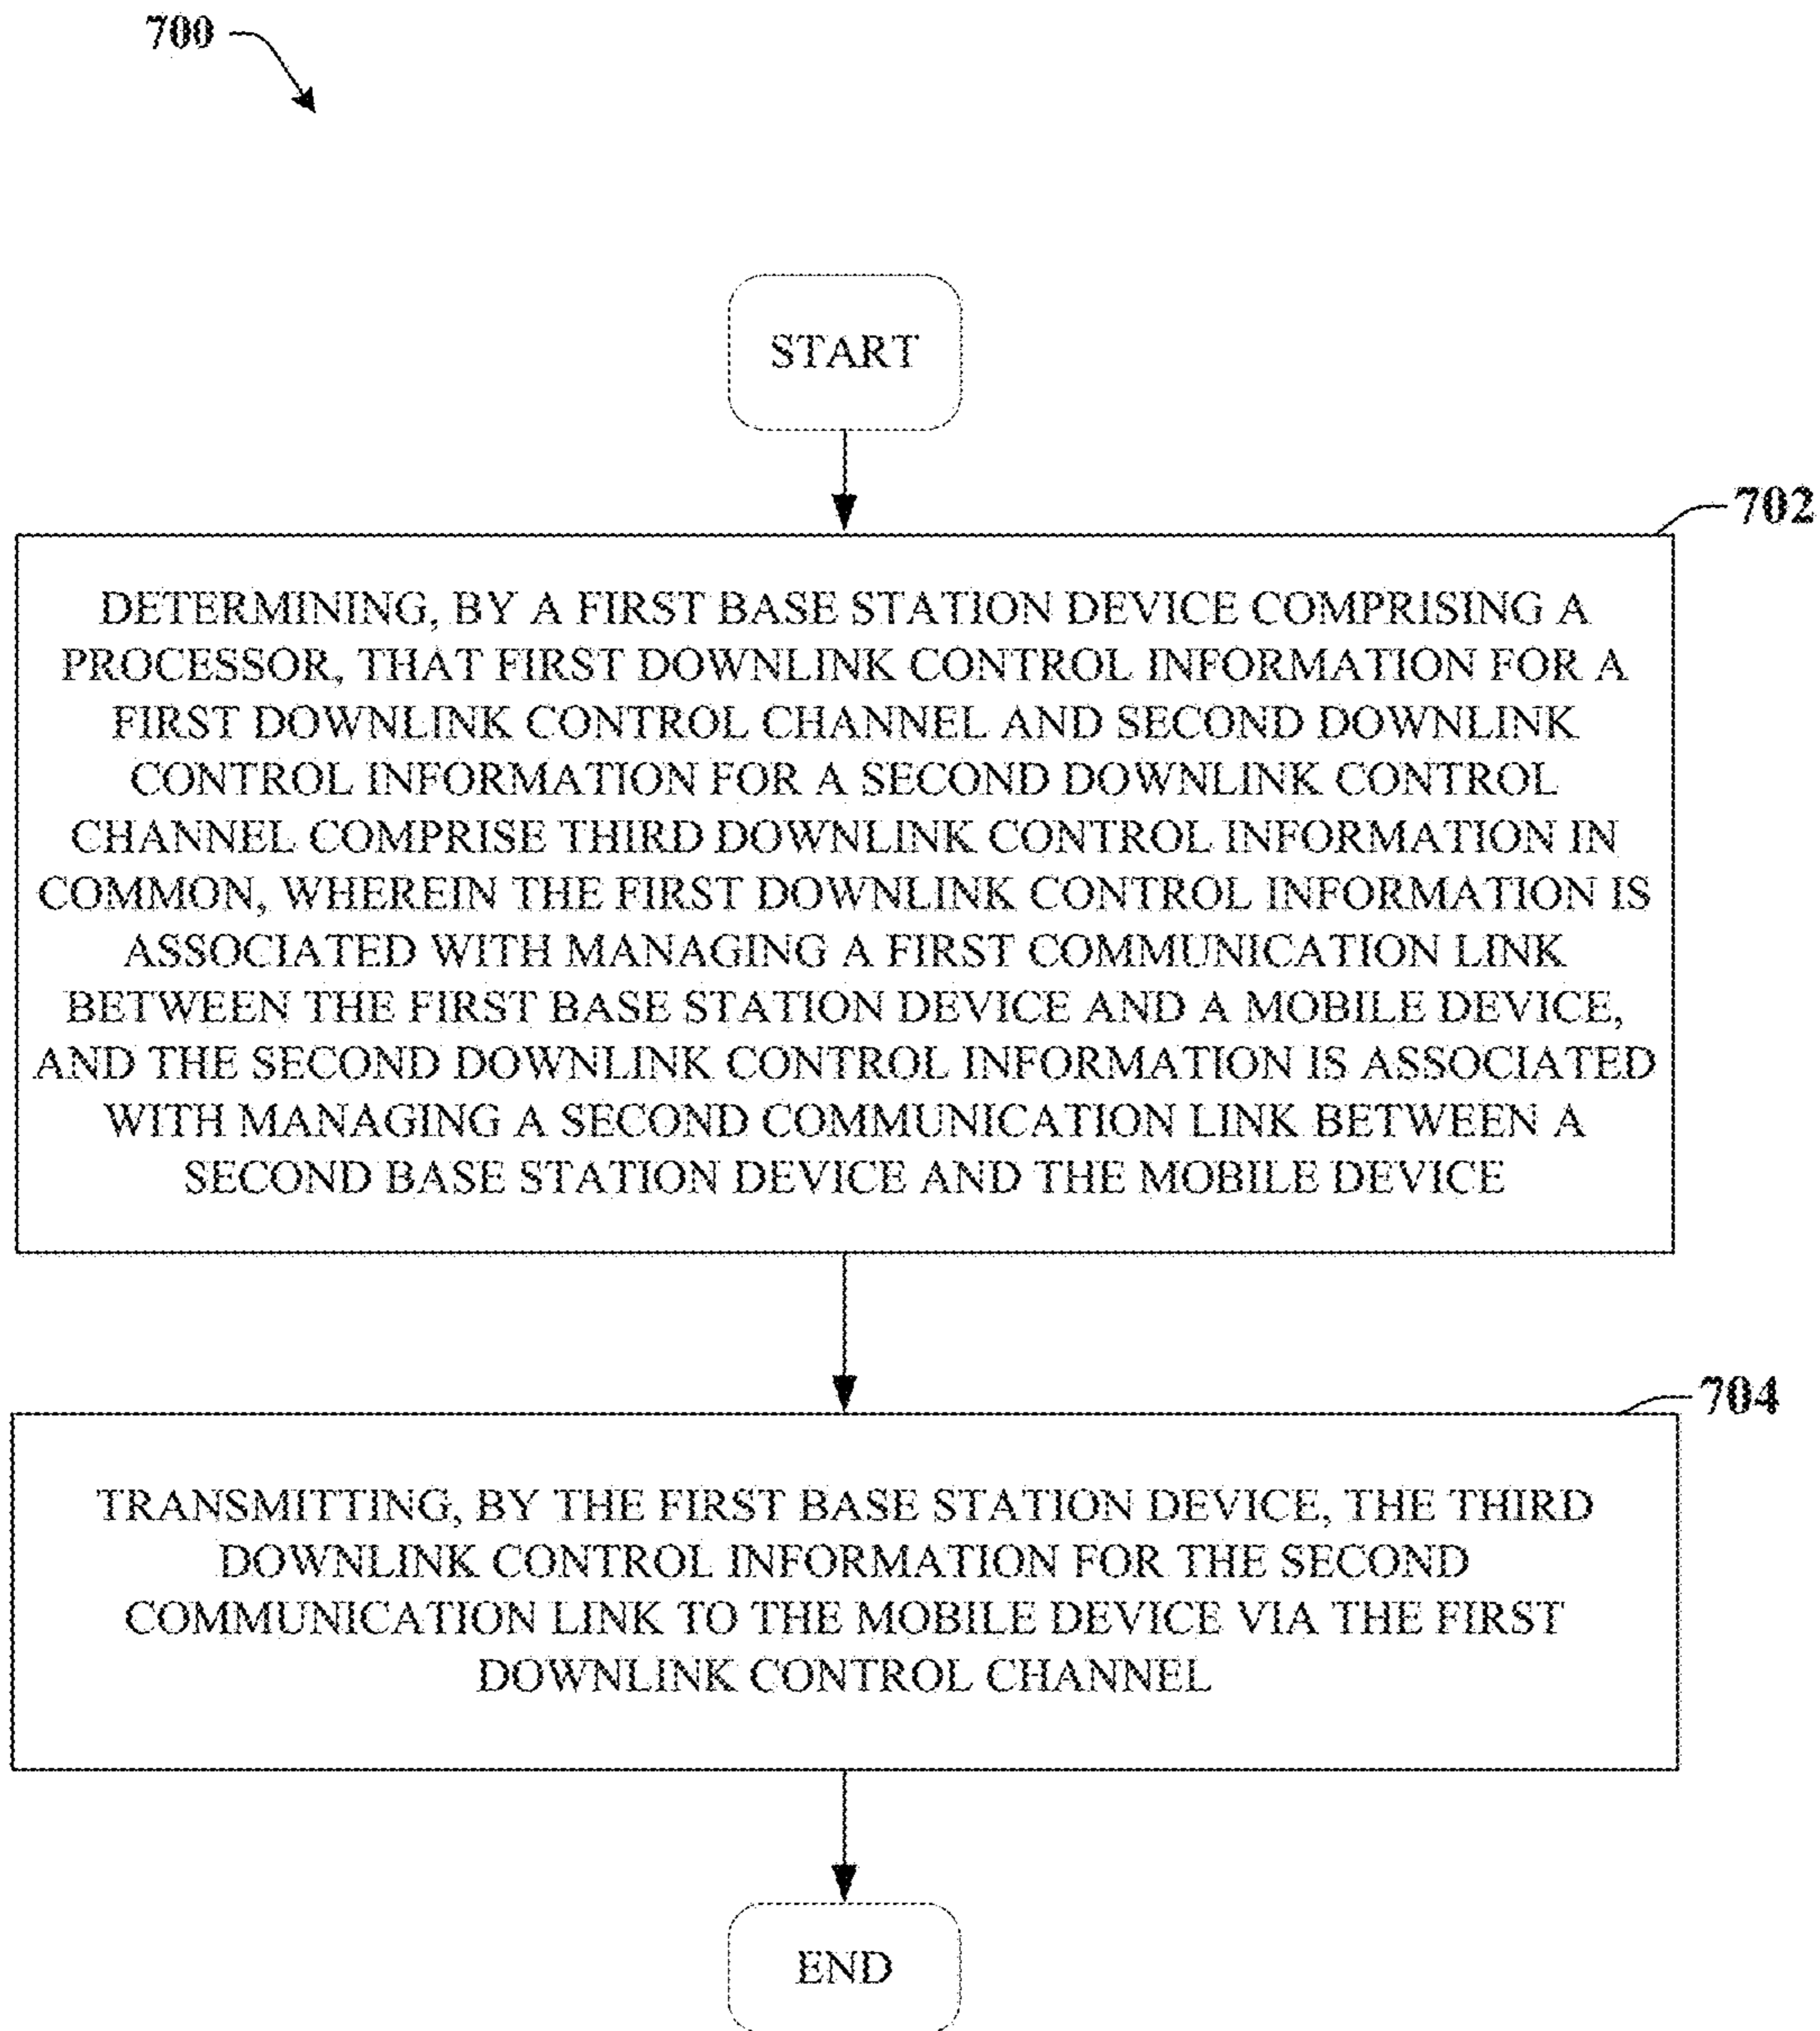 700
START
702
DETERMINING, BY A FIRST BASE STATION DEVICE COMPRISING A
PROCESSOR, THAT FIRST DOWNLINK CONTROL INFORMATION FOR A
FIRST DOWNLINK CONTROL CHANNEL AND SECOND DOWNLINK
CONTROL INFORMATION FOR A SECOND DOWNLINK CONTROL
CHANNEL COMPRISE THIRD DOWNLINK CONTROL INFORMATION IN
COMMON, WHEREIN THE FIRST DOWNLINK CONTROL INFORMATION IS
ASSOCIATED WITH MANAGING A FIRST COMMUNICATION LINK
BETWEEN THE FIRST BASE STATION DEVICE AND A MOBILE DEVICE,
AND THE SECOND DOWNLINK CONTROL INFORMATION IS ASSOCIATED
WITH MANAGING A SECOND COMMUNICATION LINK BETWEEN A
SECOND BASE STATION DEVICE AND THE MOBILE DEVICE
704
TRANSMITTING, BY THE FIRST BASE STATION DEVICE, THE THIRD
DOWNLINK CONTROL INFORMATION FOR THE SECOND
COMMUNICATION LINK TO THE MOBILE DEVICE VIA THE FIRST
DOWNLINK CONTROL CHANNEL
END